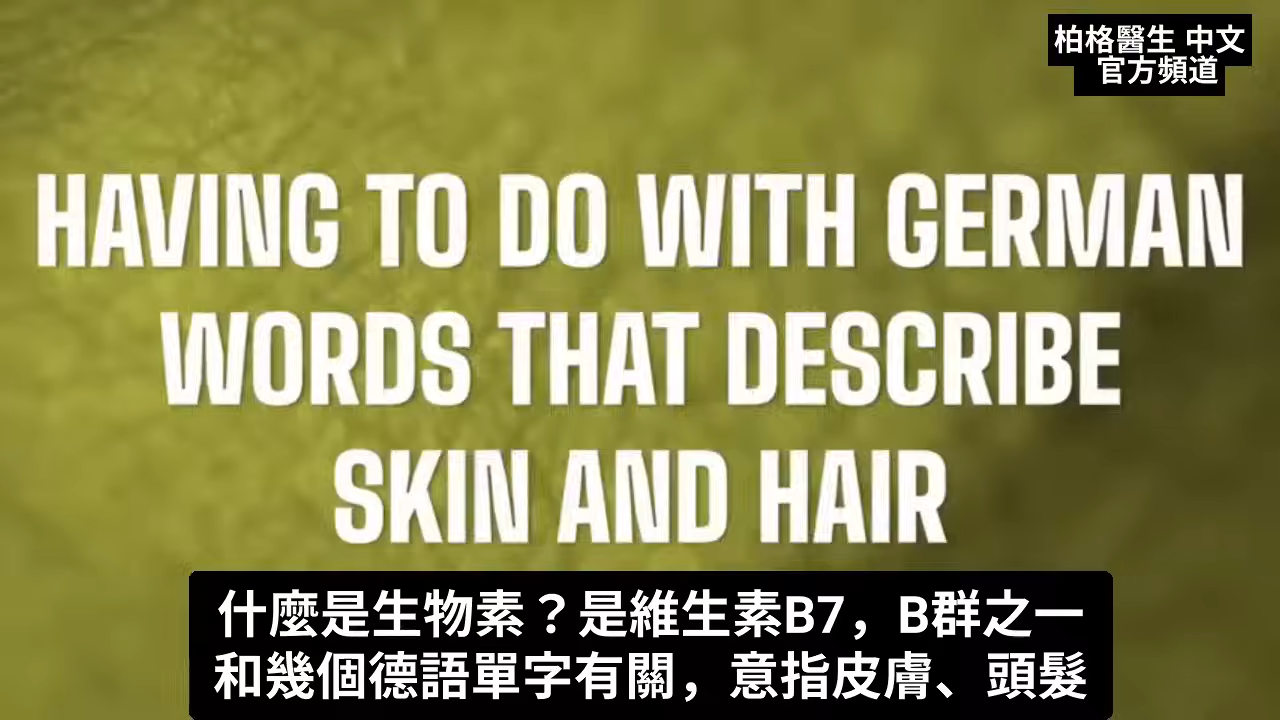 柏格醫生 中文
官方頻道
HAVING TO DO WITH GERMAN
WORDS THAT DESCRIBE
SKIN AND HAIR
什麼是生物素？是維生素B7，B群之一
和幾個德語單字有關，意指皮膚、頭髮